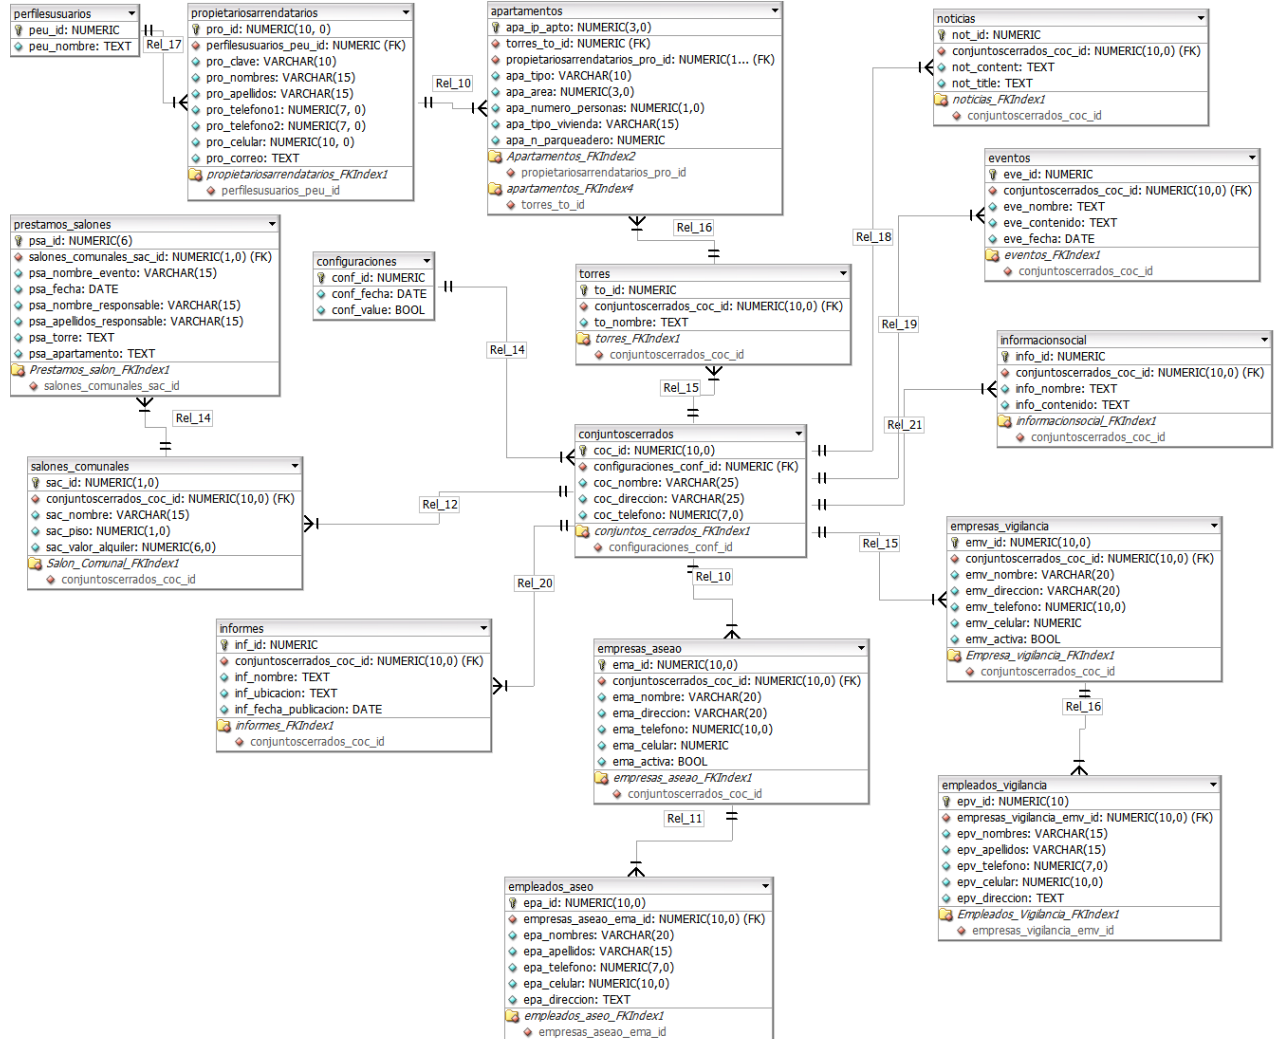 perfilesusuarios
peu_id: NUMERIC
peu_nombre: TEXT
Rel_17
propietariosarrendatarios
pro_id: NUMERIC(10, 0)
perfilesusuarios_peu_id: NUMERIC (FK)
pro_clave: VARCHAR(10)
pro_nombres: VARCHAR(15)
pro_apellidos: VARCHAR(15)
pro_telefono1: NUMERIC(7, 0)
pro_telefono2: NUMERIC(7, 0)
pro_celular: NUMERIC(10, 0)
pro_correo: TEXT
propietariosarrendatarios_FKIndex1
perfilesusuarios_peu_id
Rel_10
apartamentos
apa_ip_apto: NUMERIC(3,0)
torres_to_id: NUMERIC (FK)
propietariosarrendatarios_pro_id: NUMERIC(1... (FK)
apa_tipo: VARCHAR(10)
apa_area: NUMERIC(3,0)
apa_numero_personas: NUMERIC(1,0)
apa_tipo_vivienda: VARCHAR(15)
apa_n_parqueadero: NUMERIC
Apartamentos_FKIndex2
propietariosarrendatarios_pro_id
apartamentos_FKIndex4
torres_to_id
noticias
not_id: NUMERIC
conjuntoscerrados_coc_id: NUMERIC(10,0) (FK)
not_content: TEXT
not_title: TEXT
noticias_FKIndex1
conjuntoscerrados_coc_id
eventos
eve_id: NUMERIC
conjuntoscerrados_coc_id: NUMERIC(10,0) (FK)
eve_nombre: TEXT
eve_contenido: TEXT
eve_fecha: DATE
eventos_FKIndex1
conjuntoscerrados_coc_id
prestamos_salones
psa_id: NUMERIC(6)
salones_comunales_sac_id: NUMERIC(1,0) (FK)
psa_nombre_evento: VARCHAR(15)
psa_fecha: DATE
psa_nombre_responsable: VARCHAR(15)
psa_apellidos_responsable: VARCHAR(15)
psa_torre: TEXT
psa_apartamento: TEXT
Prestamos_salon_FKIndex1
salones_comunales_sac_id
Rel_14
configuraciones
conf_id: NUMERIC
conf_fecha: DATE
conf_value: BOOL
Rel_14
Rel_16
torres
to_id: NUMERIC
conjuntoscerrados_coc_id: NUMERIC(10,0) (FK)
to_nombre: TEXT
torres_FKIndex1
conjuntoscerrados_coc_id
Rel_15
Rel_18
Rel_19
Rel_21
informacionsocial
info_id: NUMERIC
conjuntoscerrados_coc_id: NUMERIC(10,0) (FK)
info_nombre: TEXT
info_contenido: TEXT
informacionsocial_FKIndex1
conjuntoscerrados_coc_id
conjuntoscerrados
coc_id: NUMERIC(10,0)
configuraciones_conf_id: NUMERIC (FK)
coc_nombre: VARCHAR(25)
coc_direccion: VARCHAR(25)
coc_telefono: NUMERIC(7,0)
conjuntos_cerrados_FKIndex1
configuraciones_conf_id
salones_comunales
sac_id: NUMERIC(1,0)
conjuntoscerrados_coc_id: NUMERIC(10,0) (FK)
sac_nombre: VARCHAR(15)
sac_piso: NUMERIC(1,0)
sac_valor_alquiler: NUMERIC(6,0)
Salon_Comunal_FKIndex1
conjuntoscerrados_coc_id
Rel_12
Rel_20
Rel_10
Rel_15
empresas_vigilancia
emv_id: NUMERIC(10,0)
conjuntoscerrados_coc_id: NUMERIC(10,0) (FK)
emv_nombre: VARCHAR(20)
emv_direccion: VARCHAR(20)
emv_telefono: NUMERIC(10,0)
emv_celular: NUMERIC
emv_activa: BOOL
Empresa_vigilancia_FKIndex1
conjuntoscerrados_coc_id
Rel_16
informes
inf_id: NUMERIC
conjuntoscerrados_coc_id: NUMERIC(10,0) (FK)
inf_nombre: TEXT
inf_ubicacion: TEXT
inf_fecha_publicacion: DATE
informes_FKIndex1
conjuntoscerrados_coc_id
empresas_aseao
ema_id: NUMERIC(10,0)
conjuntoscerrados_coc_id: NUMERIC(10,0) (FK)
ema_nombre: VARCHAR(20)
ema_direccion: VARCHAR(20)
ema_telefono: NUMERIC(10,0)
ema_celular: NUMERIC
ema_activa: BOOL
empresas_aseao_FKIndex1
conjuntoscerrados_coc_id
Rel_11
empleados_vigilancia
epv_id: NUMERIC(10)
empresas_vigilancia_emv_id: NUMERIC(10,0) (FK)
epv_nombres: VARCHAR(15)
epv_apellidos: VARCHAR(15)
epv_telefono: NUMERIC(7,0)
epv_celular: NUMERIC(10,0)
epv_direccion: TEXT
Empleados_Vigilancia_FKIndex1
empresas_vigilancia_emv_id
empleados_aseo
epa_id: NUMERIC(10,0)
empresas_aseao_ema_id: NUMERIC(10,0) (FK)
epa_nombres: VARCHAR(20)
epa_apellidos: VARCHAR(15)
epa_telefono: NUMERIC(7,0)
epa_celular: NUMERIC(10,0)
epa_direccion: TEXT
empleados_aseo_FKIndex1
empresas_aseao_ema_id